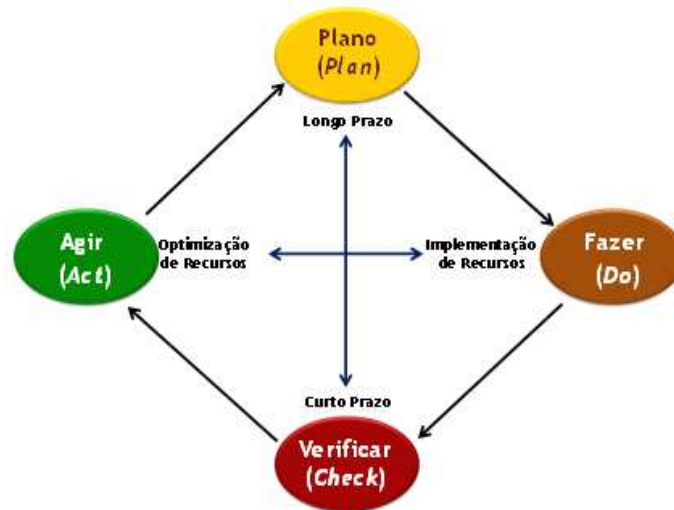 Plano
(Plan)
Longo Prazo
Agir
(Act)
Optimização
de Recursos
Implementação
de Recursos
Fazer
(Do)
Curto Prazo
Verificar
(Check)